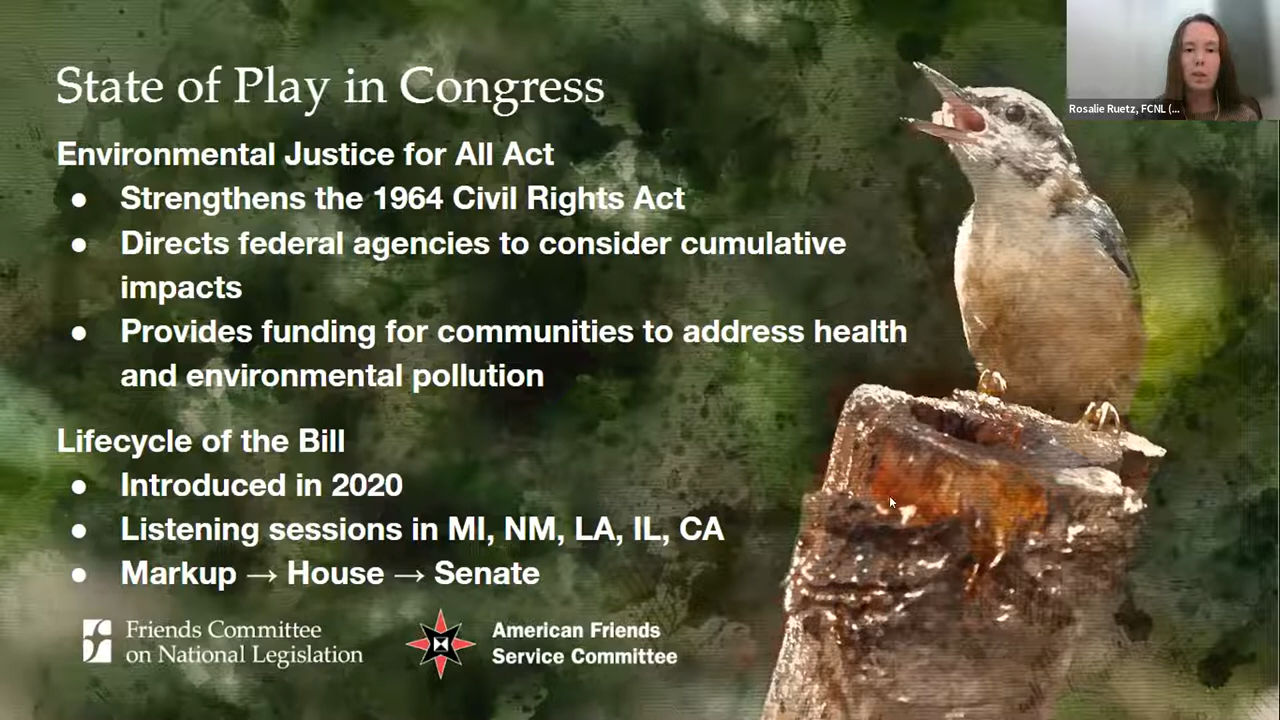 State of Play in Congress
Environmental Justice for All Act
● Strengthens the 1964 Civil Rights Act
● Directs federal agencies to consider cumulative
impacts
● Provides funding for communities to address health
and environmental pollution
Lifecycle of the Bill
● Introduced in 2020
● Listening sessions in MI, NM, LA, IL, CA
● Markup → House → Senate
Friends Committee
on National Legislation
American Friends
Service Committee
Rosalie Ruetz, FCNL (...